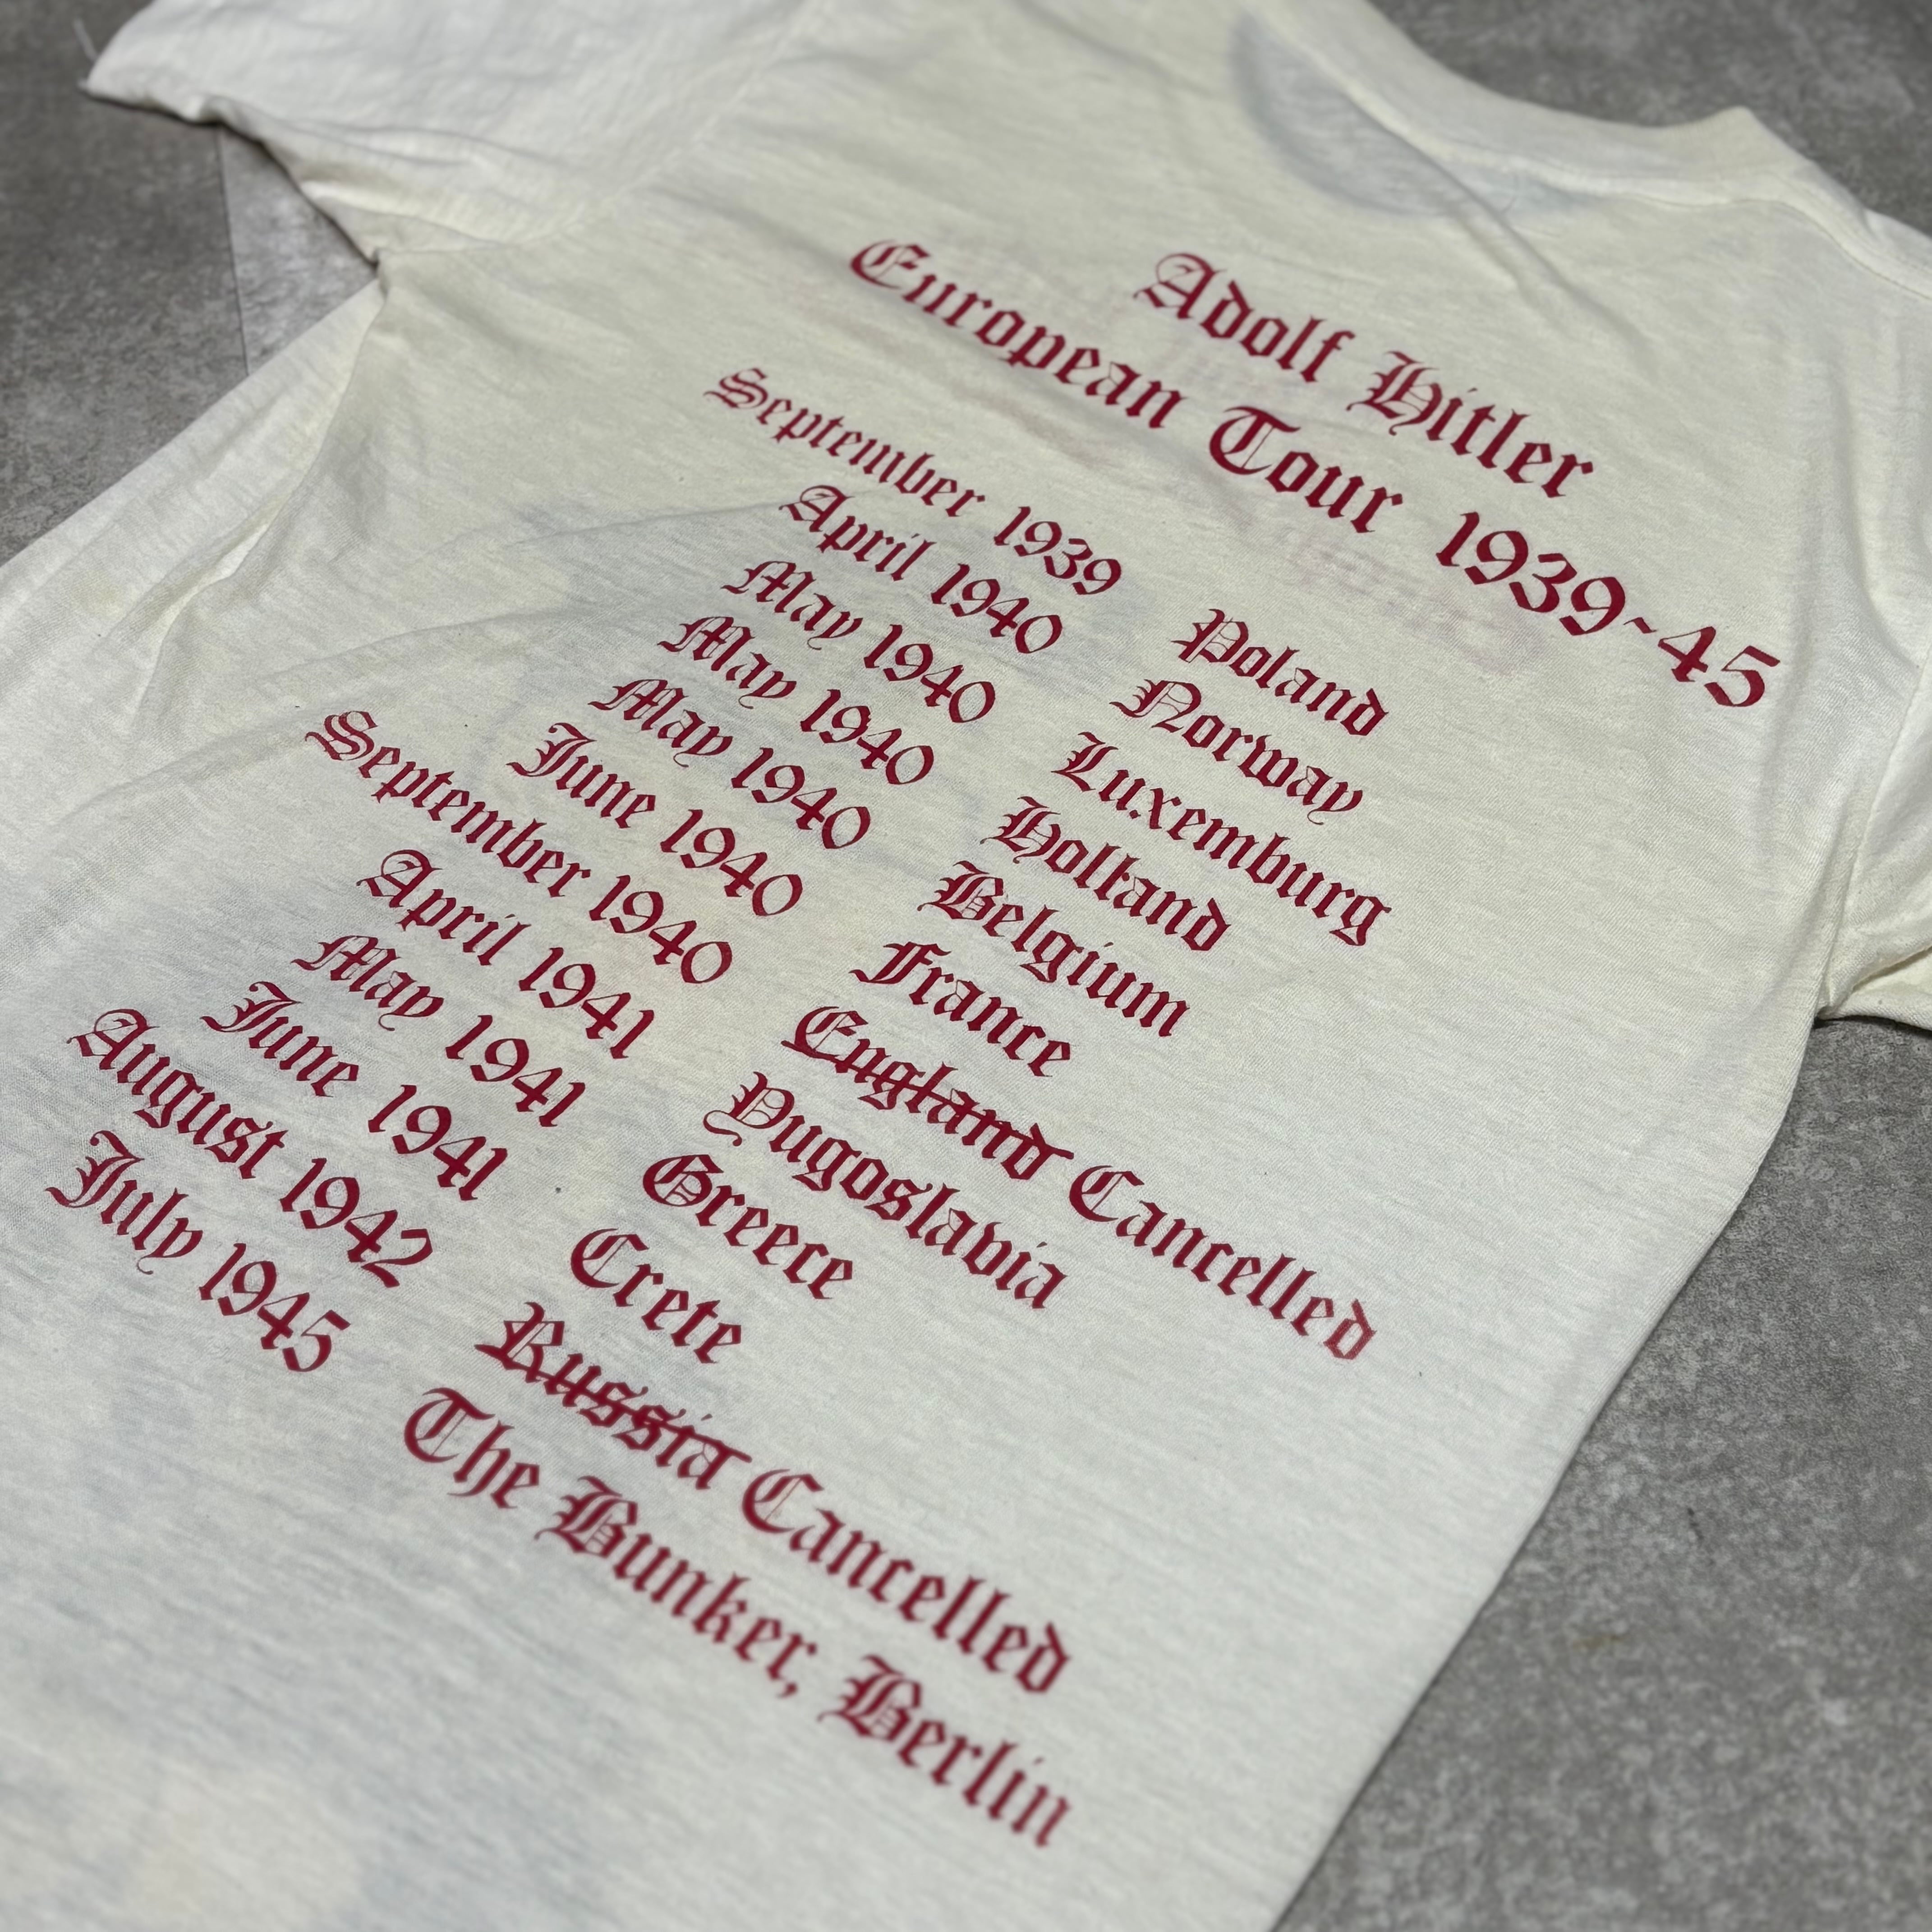 Adolf Hitler
European Tour 1939-45
September 1939 Poland
April 1940 Norway
May 1940 Luxemburg
May 1940 Holland
May 1940 Belgium
June 1940 France
September 1940 England Cancelled
April 1941 Yugoslavia
May 1941 Greece
June 1941 Crete
August 1942 Russia Cancelled
July 1945 The Bunker, Berlin